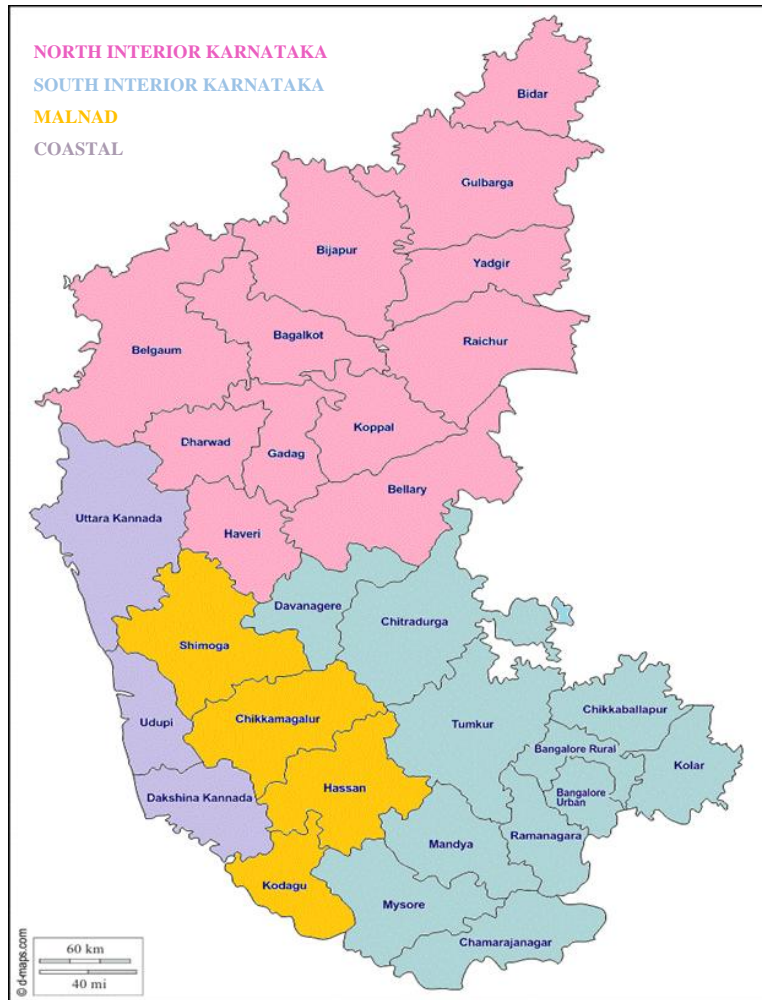 NORTH INTERIOR KARNATAKA
SOUTH INTERIOR KARNATAKA
MALNAD
COASTAL
Bidar
Gulbarga
Bijapur
Yadgir
Bagalkot
Raichur
Belgaum
Koppal
Dharwad
Gadag
Bellary
Uttara Kannada
Haveri
Davanagere
Chitradurga
Shimoga
Chikkaballapur
Udupi
Chikkamagalur
Tumkur
Bangalore Rural
Kolar
Hassan
Dakshina Kannada
Bangalore
Urban
Ramanagara
Mandya
Kodagu
Mysore
Chamarajanagar
60 km
40 mi
© d-maps.com